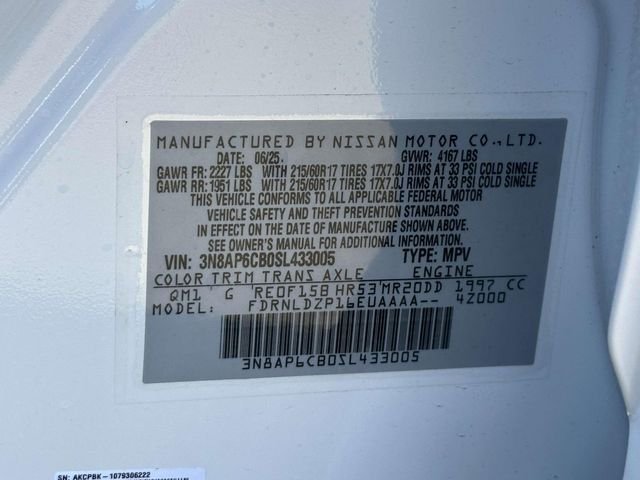 MANUFACTURED BY NISSAN MOTOR CO., LTD.
DATE: 06/25. GVWR: 4167 LBS
GAWR FR: 2227 LBS WITH 215/60R17 TIRES 17X7.0J RIMS AT 33 PSI COLD SINGLE
GAWR RR: 1951 LBS WITH 215/60R17 TIRES 17X7.0J RIMS AT 33 PSI COLD SINGLE
THIS VEHICLE CONFORMS TO ALL APPLICABLE FEDERAL MOTOR
VEHICLE SAFETY AND THEFT PREVENTION STANDARDS
IN EFFECT ON THE DATE OF MANUFACTURE SHOWN ABOVE.
SEE OWNER'S MANUAL FOR ADDITIONAL INFORMATION.
VIN: 3N8AP6CB0SL433005 TYPE: MPV
COLOR TRIM TRANS AXLE ENGINE
QM1 G RE0F15B HR53 MR20DD 1997 CC
MODEL: FDRNLDZP16EUAAAA-- 4Z000
3N8AP6CB0SL433005
SN: AKCPBK - 1079306222